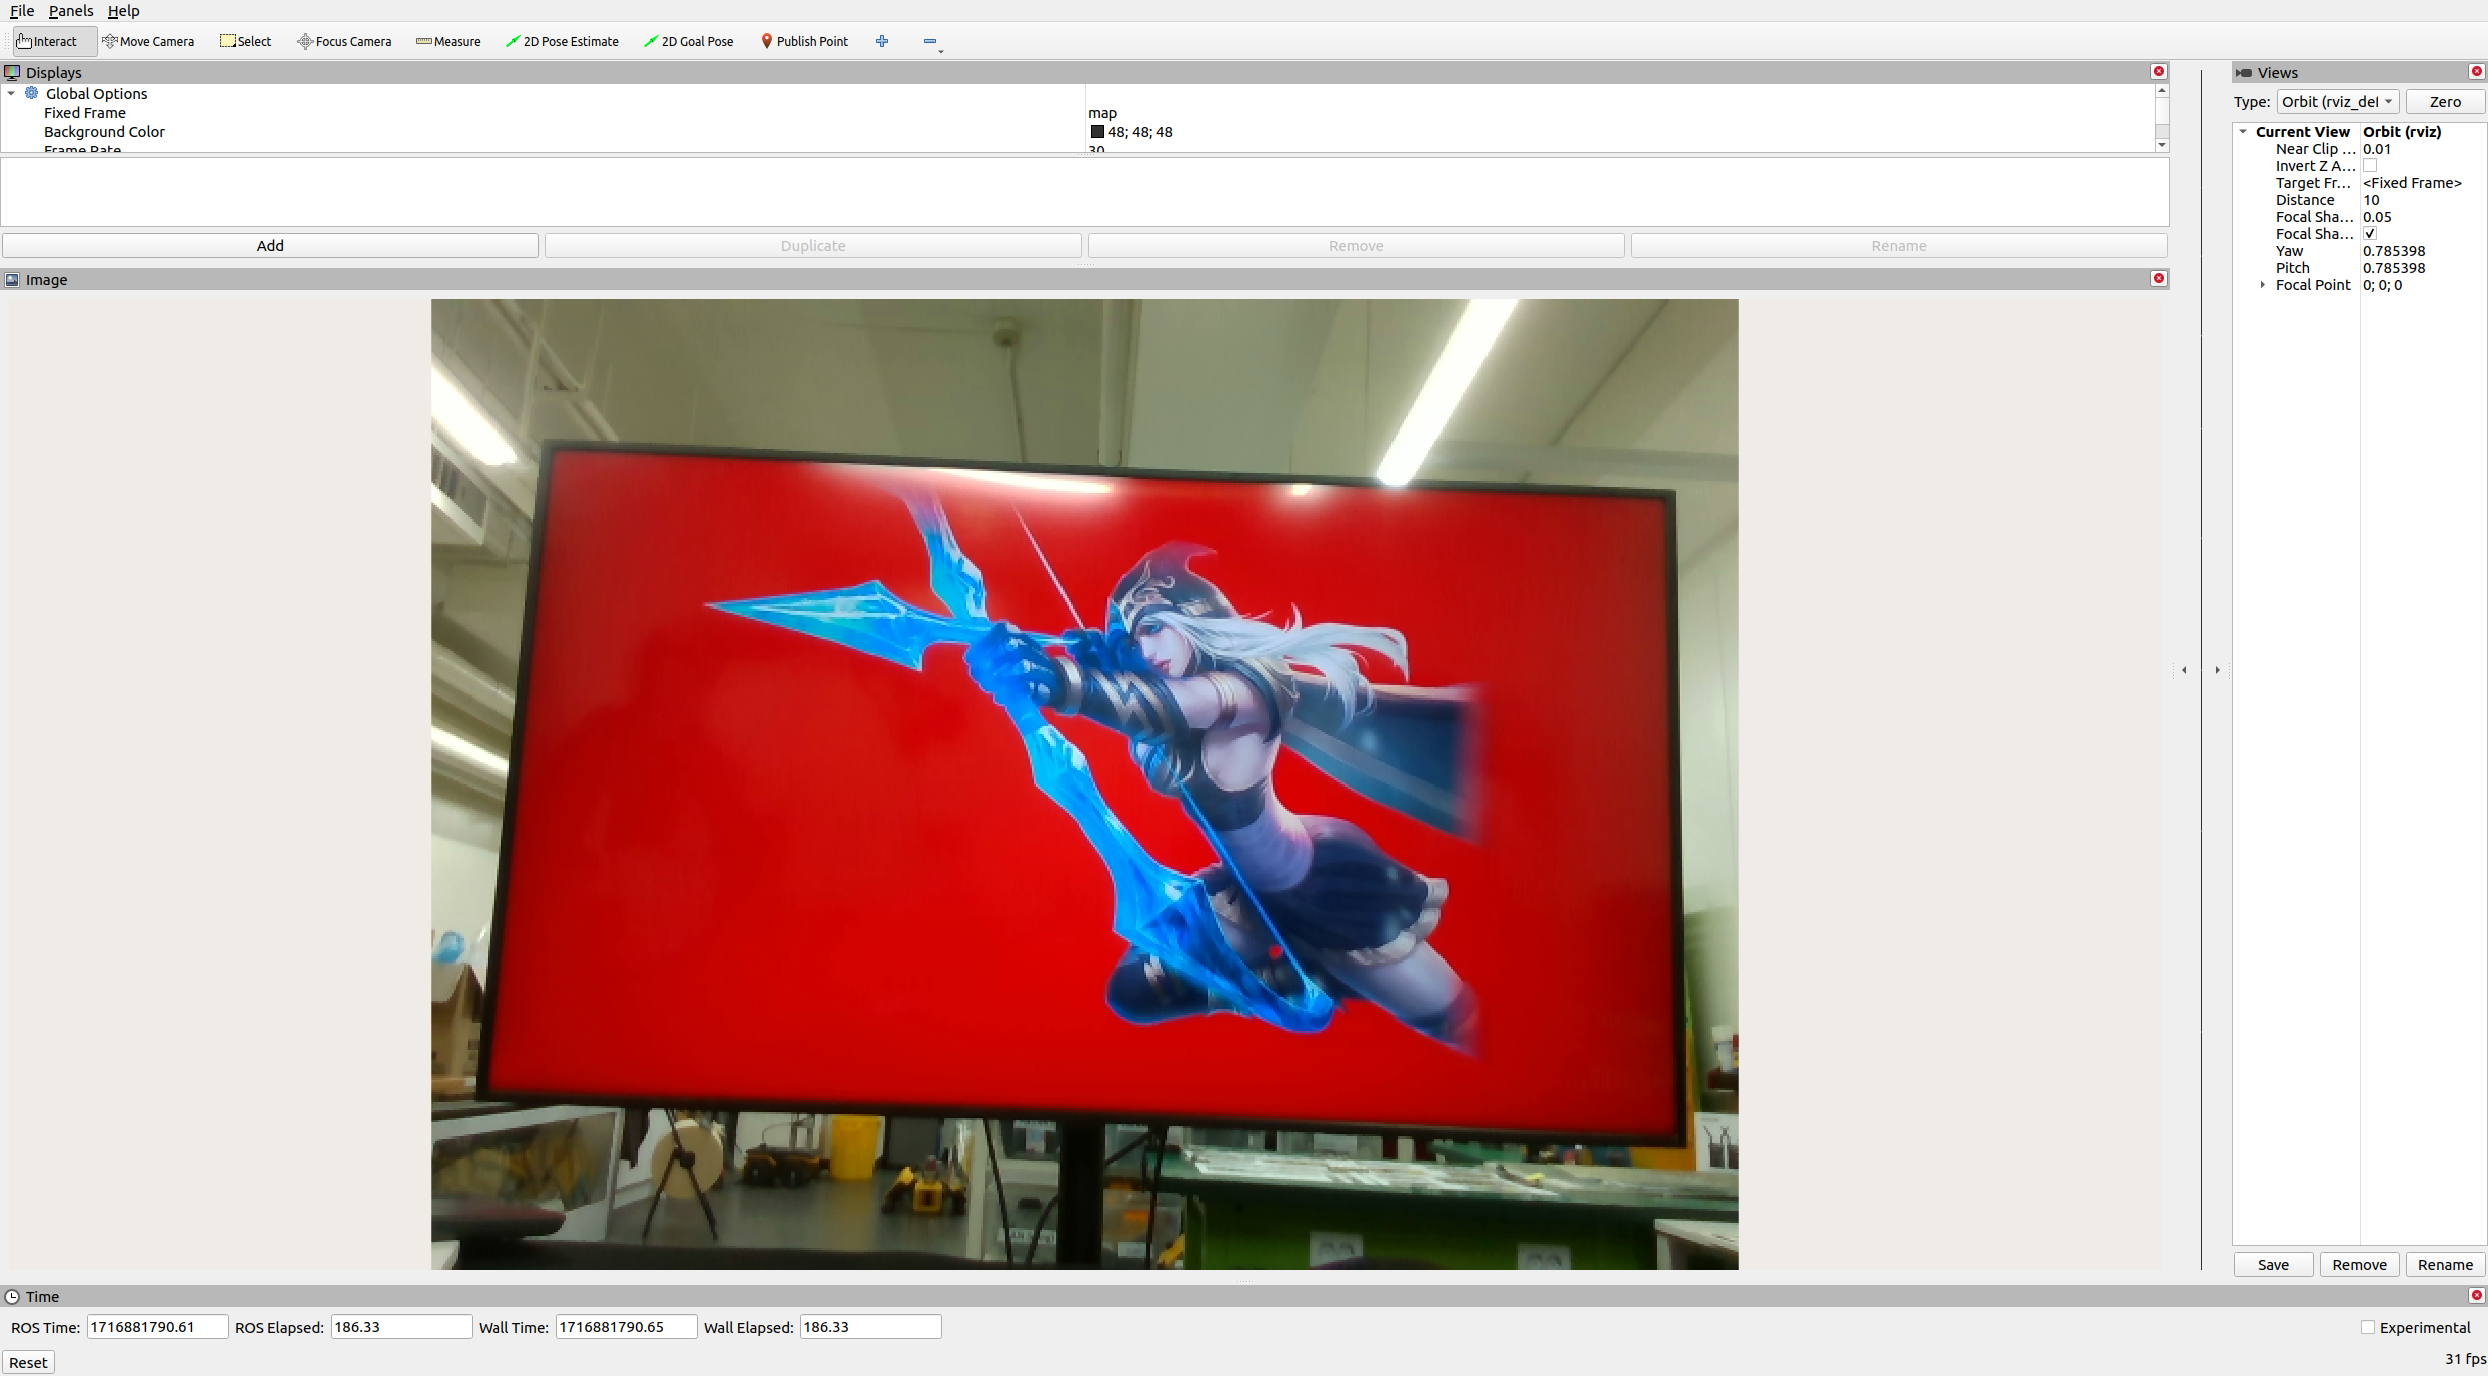 File Panels Help
Interact Move Camera Select Focus Camera Measure 2D Pose Estimate 2D Goal Pose Publish Point
Displays
Global Options
Fixed Frame map
Background Color 48; 48; 48
Frame Rate 30
Add Duplicate Remove Rename
Image
Views
Type: Orbit (rviz_def Zero
Current View Orbit (rviz)
Near Clip ... 0.01
Invert Z A...
Target Fr... <Fixed Frame>
Distance 10
Focal Sha... 0.05
Focal Sha...
Yaw 0.785398
Pitch 0.785398
Focal Point 0; 0; 0
Save Remove Rename
Time
ROS Time: 1716881790.61 ROS Elapsed: 186.33 Wall Time: 1716881790.65 Wall Elapsed: 186.33 Experimental
Reset 31 fps